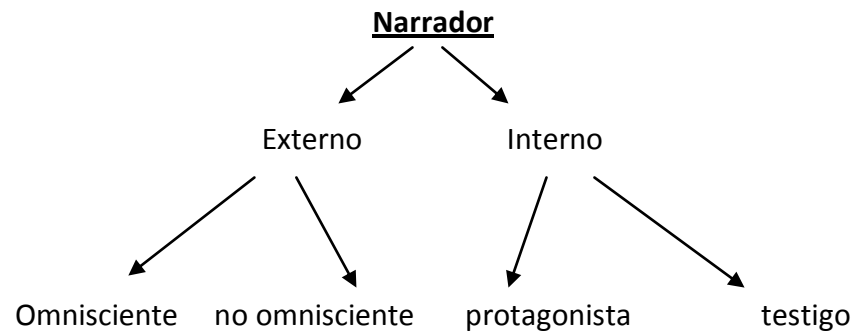 Narrador
Externo Interno
Omnisciente no omnisciente protagonista testigo